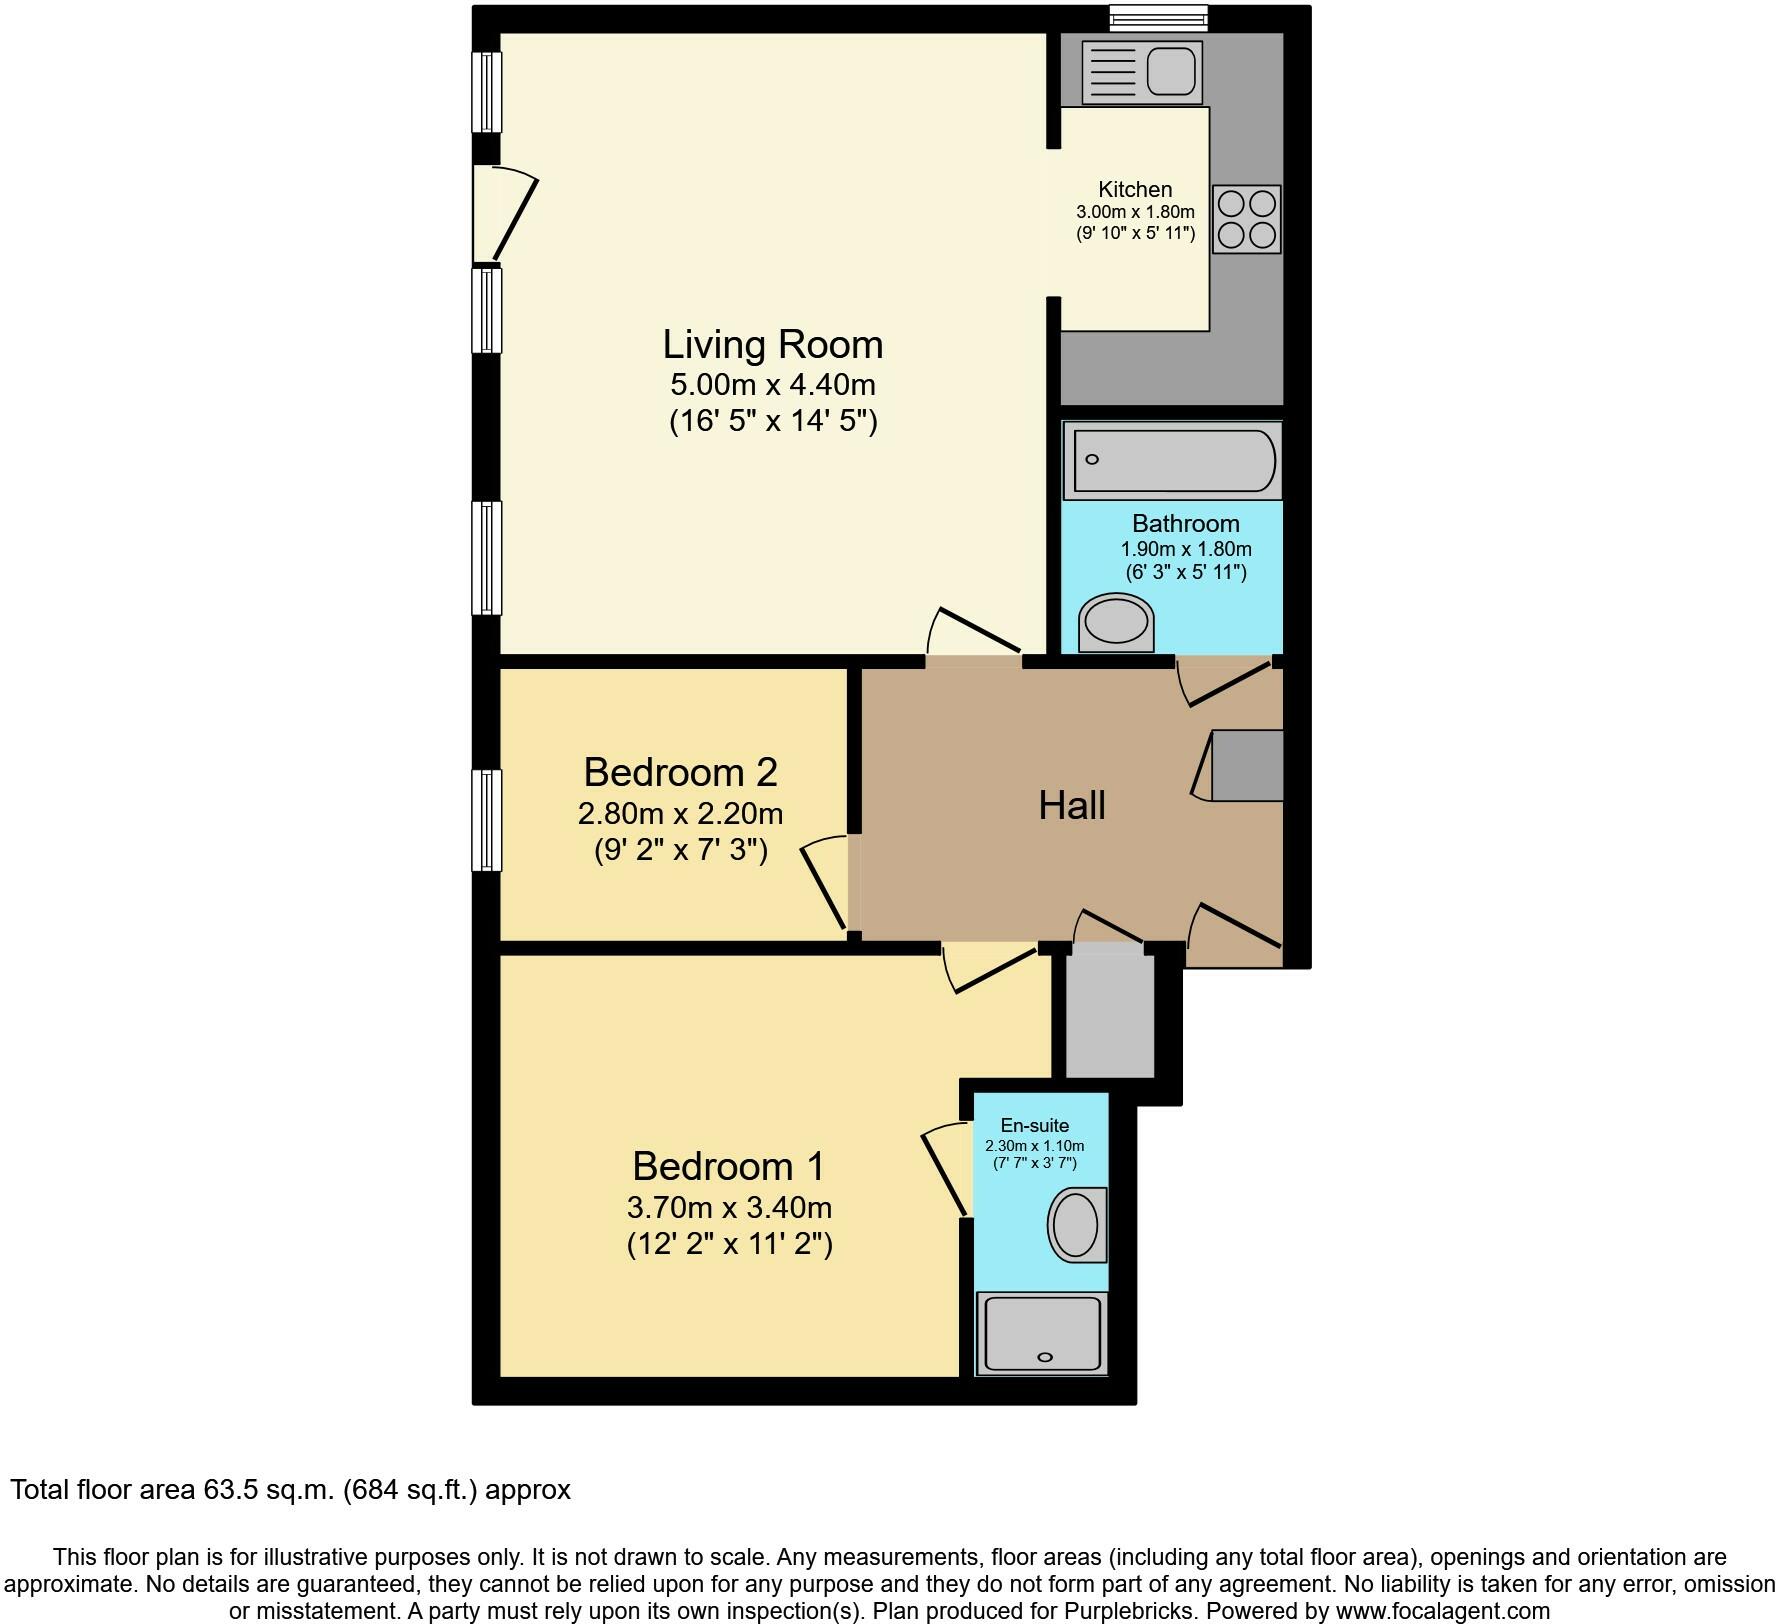 Kitchen
3.00m x 1.80m
(9' 10" x 5' 11")
Living Room
5.00m x 4.40m
(16' 5" x 14' 5")
Bathroom
1.90m x 1.80m
(6' 3" x 5' 11")
Bedroom 2
2.80m x 2.20m
(9' 2" x 7' 3")
Hall
En-suite
2.30m x 1.10m
(7' 7" x 3' 7")
Bedroom 1
3.70m x 3.40m
(12' 2" x 11' 2")
Total floor area 63.5 sq.m. (684 sq.ft.) approx
This floor plan is for illustrative purposes only. It is not drawn to scale. Any measurements, floor areas (including any total floor area), openings and orientation are
approximate. No details are guaranteed, they cannot be relied upon for any purpose and they do not form part of any agreement. No liability is taken for any error, omission
or misstatement. A party must rely upon its own inspection(s). Plan produced for Purplebricks. Powered by www.focalagent.com